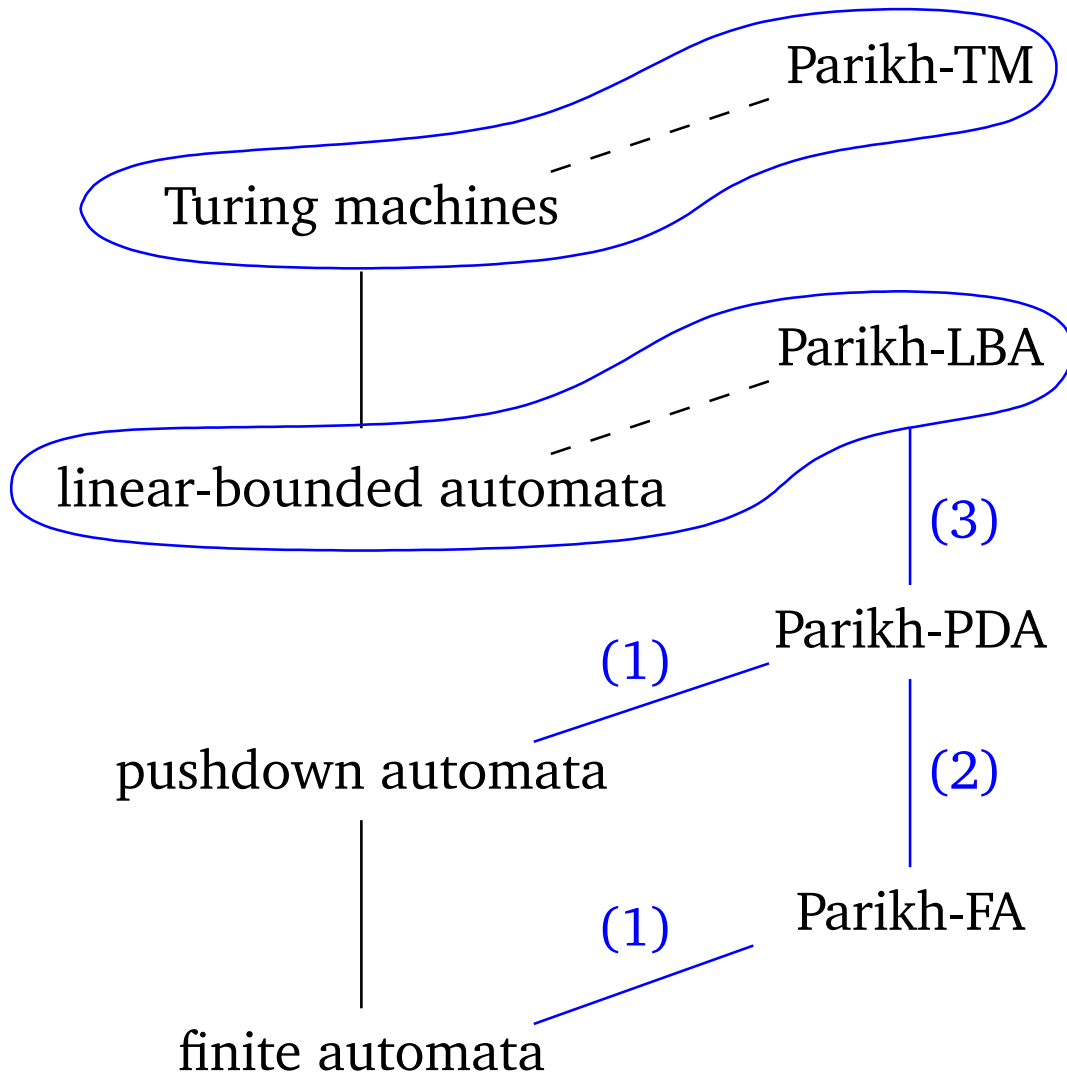 Parikh-TM
Turing machines
Parikh-LBA
linear-bounded automata
(3)
Parikh-PDA
(1)
pushdown automata
(2)
Parikh-FA
(1)
finite automata